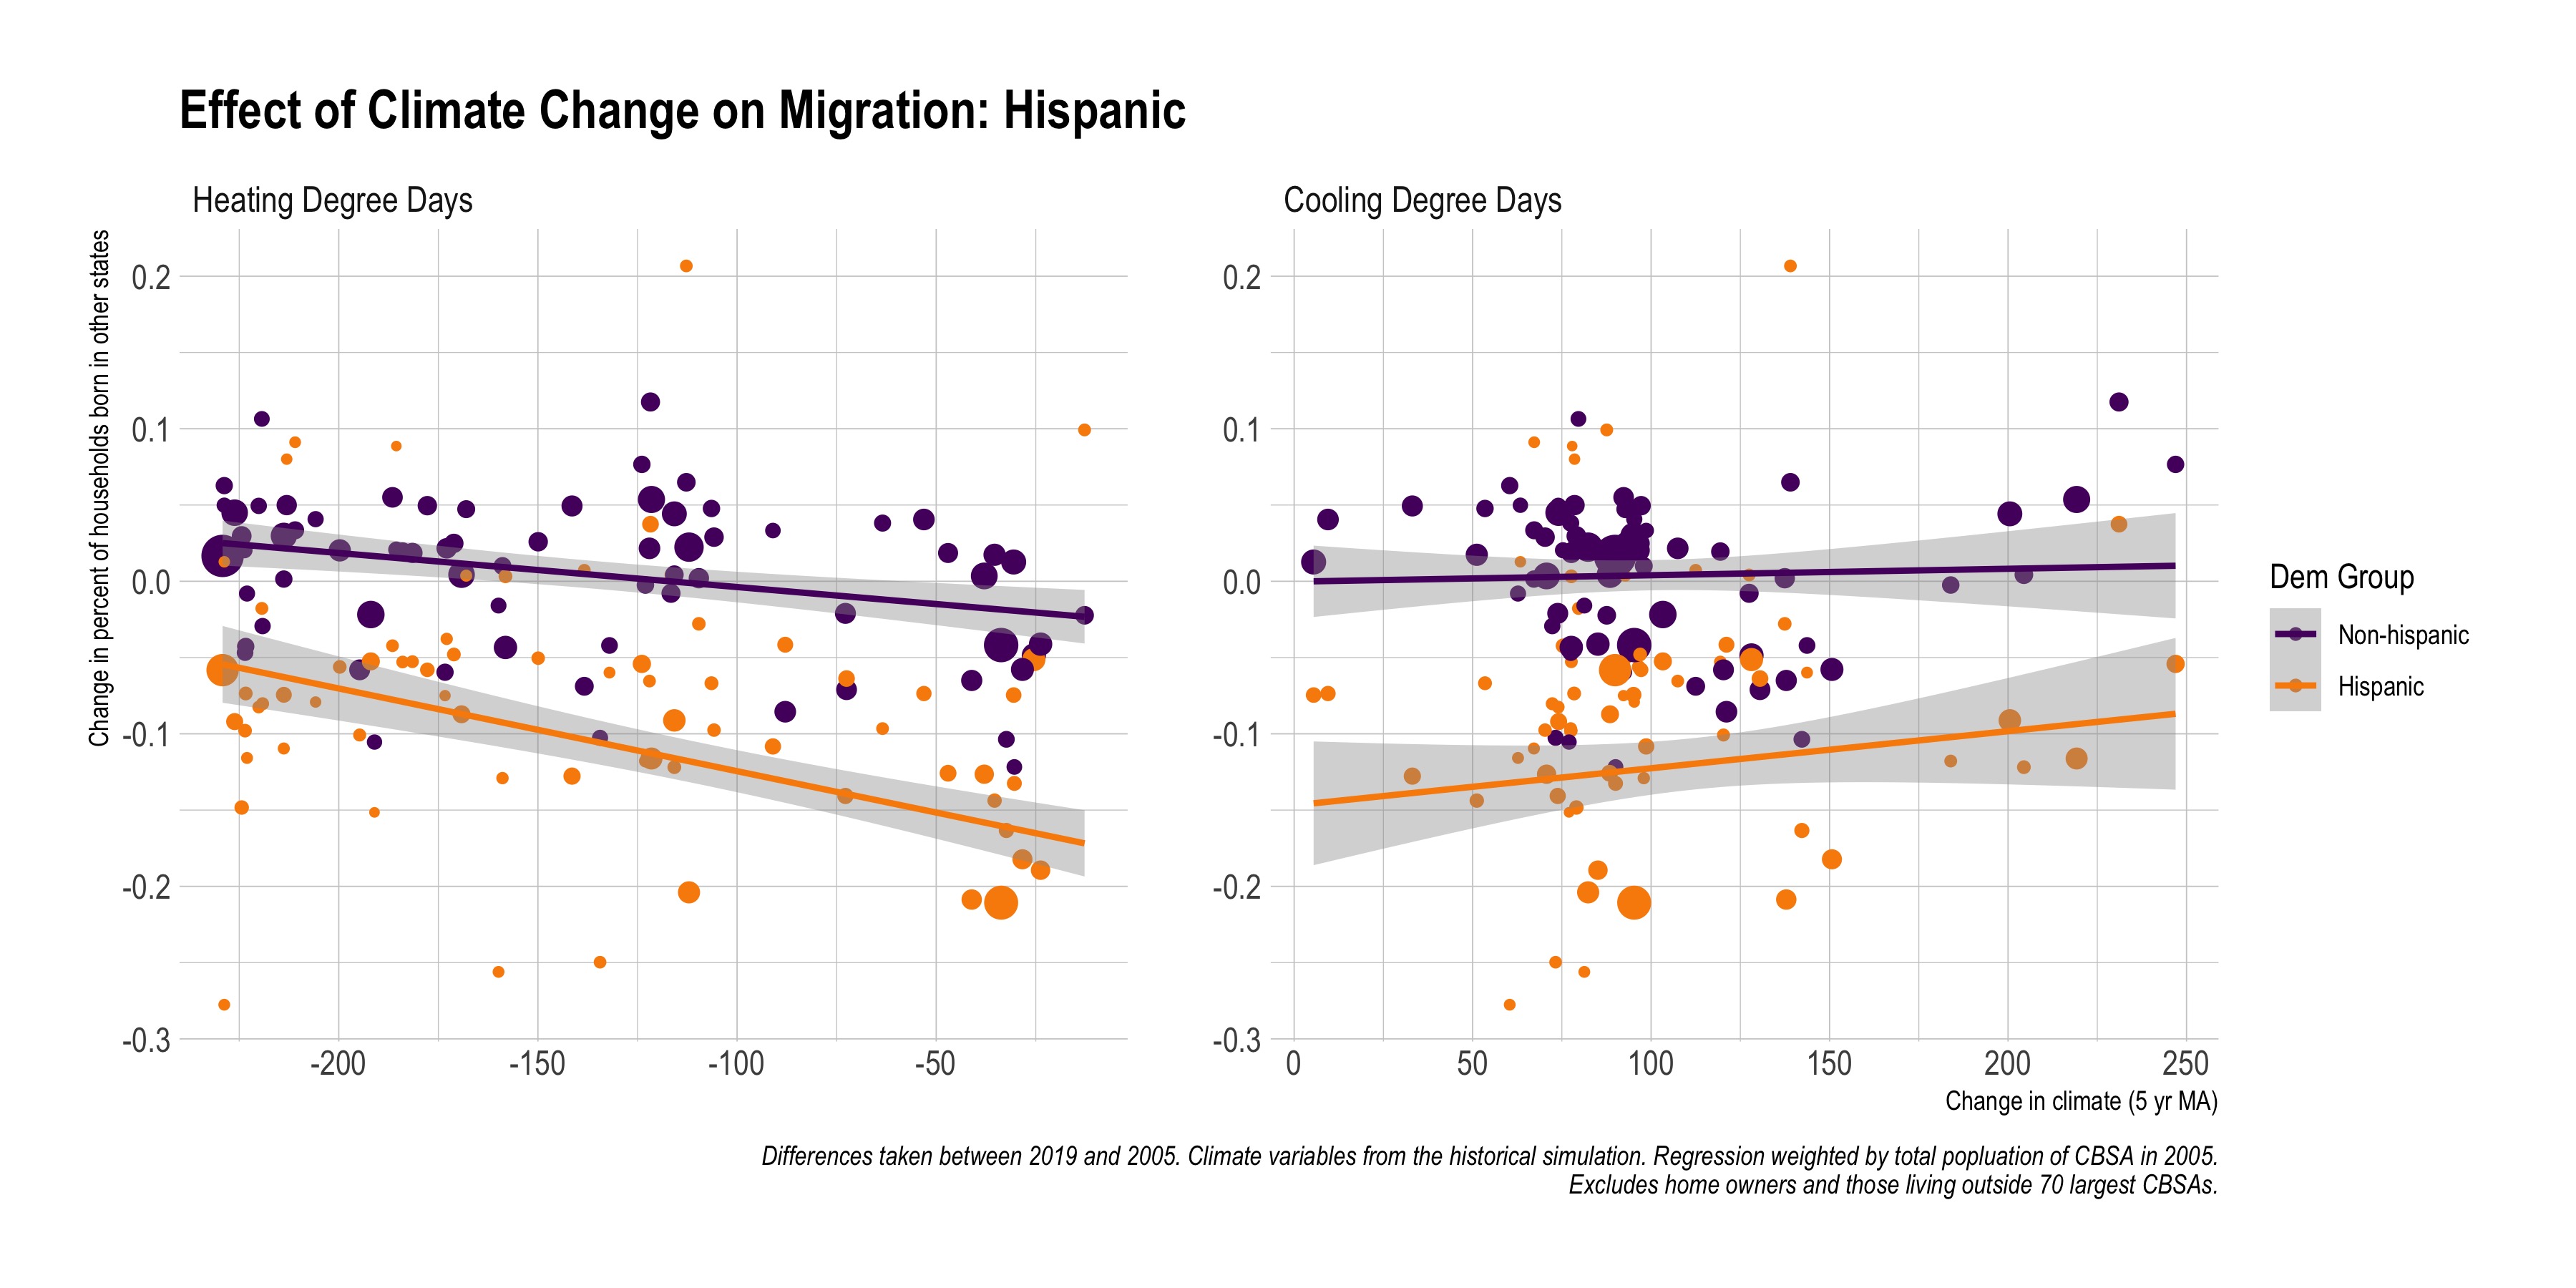 Effect of Climate Change on Migration: Hispanic
Heating Degree Days
Cooling Degree Days
Change in percent of households born in other states
0.2
0.1
0.0
-0.1
-0.2
-0.3
-200
-150
-100
-50
0.2
0.1
0.0
-0.1
-0.2
-0.3
0
50
100
150
200
250
Change in climate (5 yr MA)
Dem Group
Non-hispanic
Hispanic
Differences taken between 2019 and 2005. Climate variables from the historical simulation. Regression weighted by total popluation of CBSA in 2005.
Excludes home owners and those living outside 70 largest CBSAs.